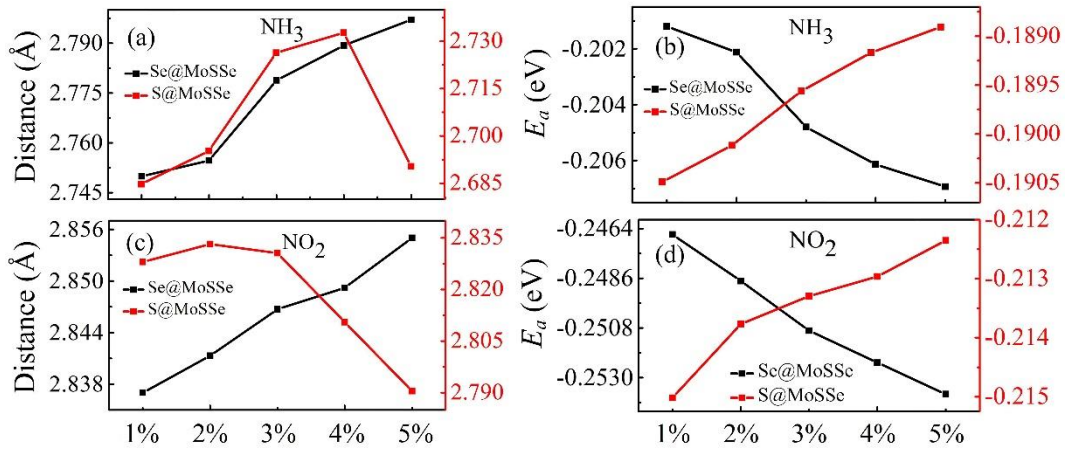 (a)
NH3
Distance (Å)
2.790
2.775
2.760
2.745
Se@MoSSe
S@MoSSe
2.730
2.715
2.700
2.685
(b)
NH3
Ea (eV)
-0.202
-0.204
-0.206
Se@MoSSe
S@MoSSe
-0.1890
-0.1895
-0.1900
-0.1905
(c)
NO2
Distance (Å)
2.856
2.850
2.844
2.838
Se@MoSSe
S@MoSSe
2.835
2.820
2.805
2.790
1% 2% 3% 4% 5%
(d)
NO2
Ea (eV)
-0.2464
-0.2486
-0.2508
-0.2530
Se@MoSSe
S@MoSSe
-0.212
-0.213
-0.214
-0.215
1% 2% 3% 4% 5%